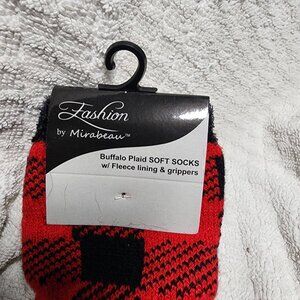 Fashion
by Mirabeau™
Buffalo Plaid SOFT SOCKS
w/ Fleece lining & grippers